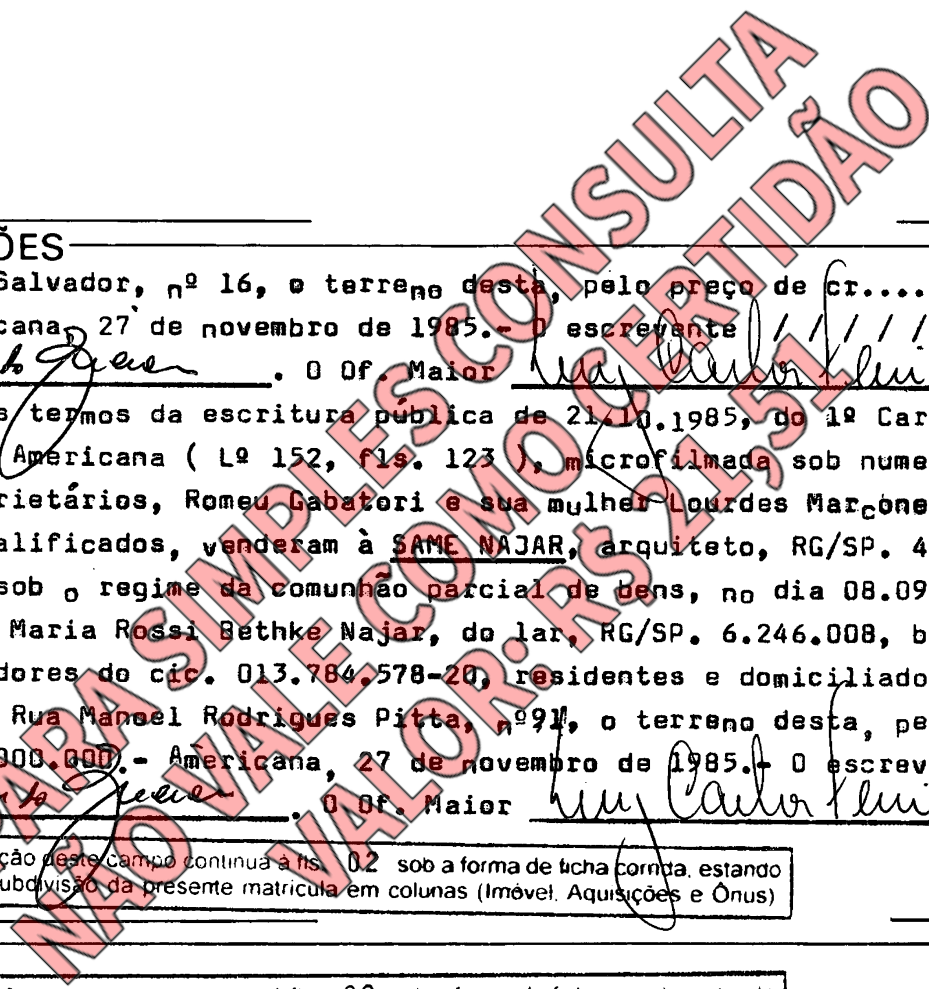 ÕES
Salvador, nº 16, o terreno desta, pelo preço de cr....
cana, 27 de novembro de 1985.- O escrevente //////
. O Of. Maior
s termos da escritura pública de 21.10.1985, do 1º Car
Americana ( Lº 152, fls. 123 ), microfilmada sob nume
rietários, Romeu Gabatori e sua mulher Lourdes Marcone
alificados, venderam à SAME NAJAR, arquiteto, RG/SP. 4
sob o regime da comunhão parcial de bens, no dia 08.09
Maria Rossi Bethke Najar, do lar, RG/SP. 6.246.008, b
dores do cic. 013.784.578-20, residentes e domiciliado
Rua Manoel Rodrigues Pitta, nº91, o terreno desta, pe
000.000.- Americana, 27 de novembro de 1985.- O escrev
. O Of. Maior
ção deste campo continua à fls. 02 sob a forma de ficha corrida, estando
ubdivisão da presente matricula em colunas (Imóvel, Aquisições e Ônus)
PARA SIMPLES CONSULTA
NÃO VALE COMO CERTIDÃO
VALOR: R$ 21,51